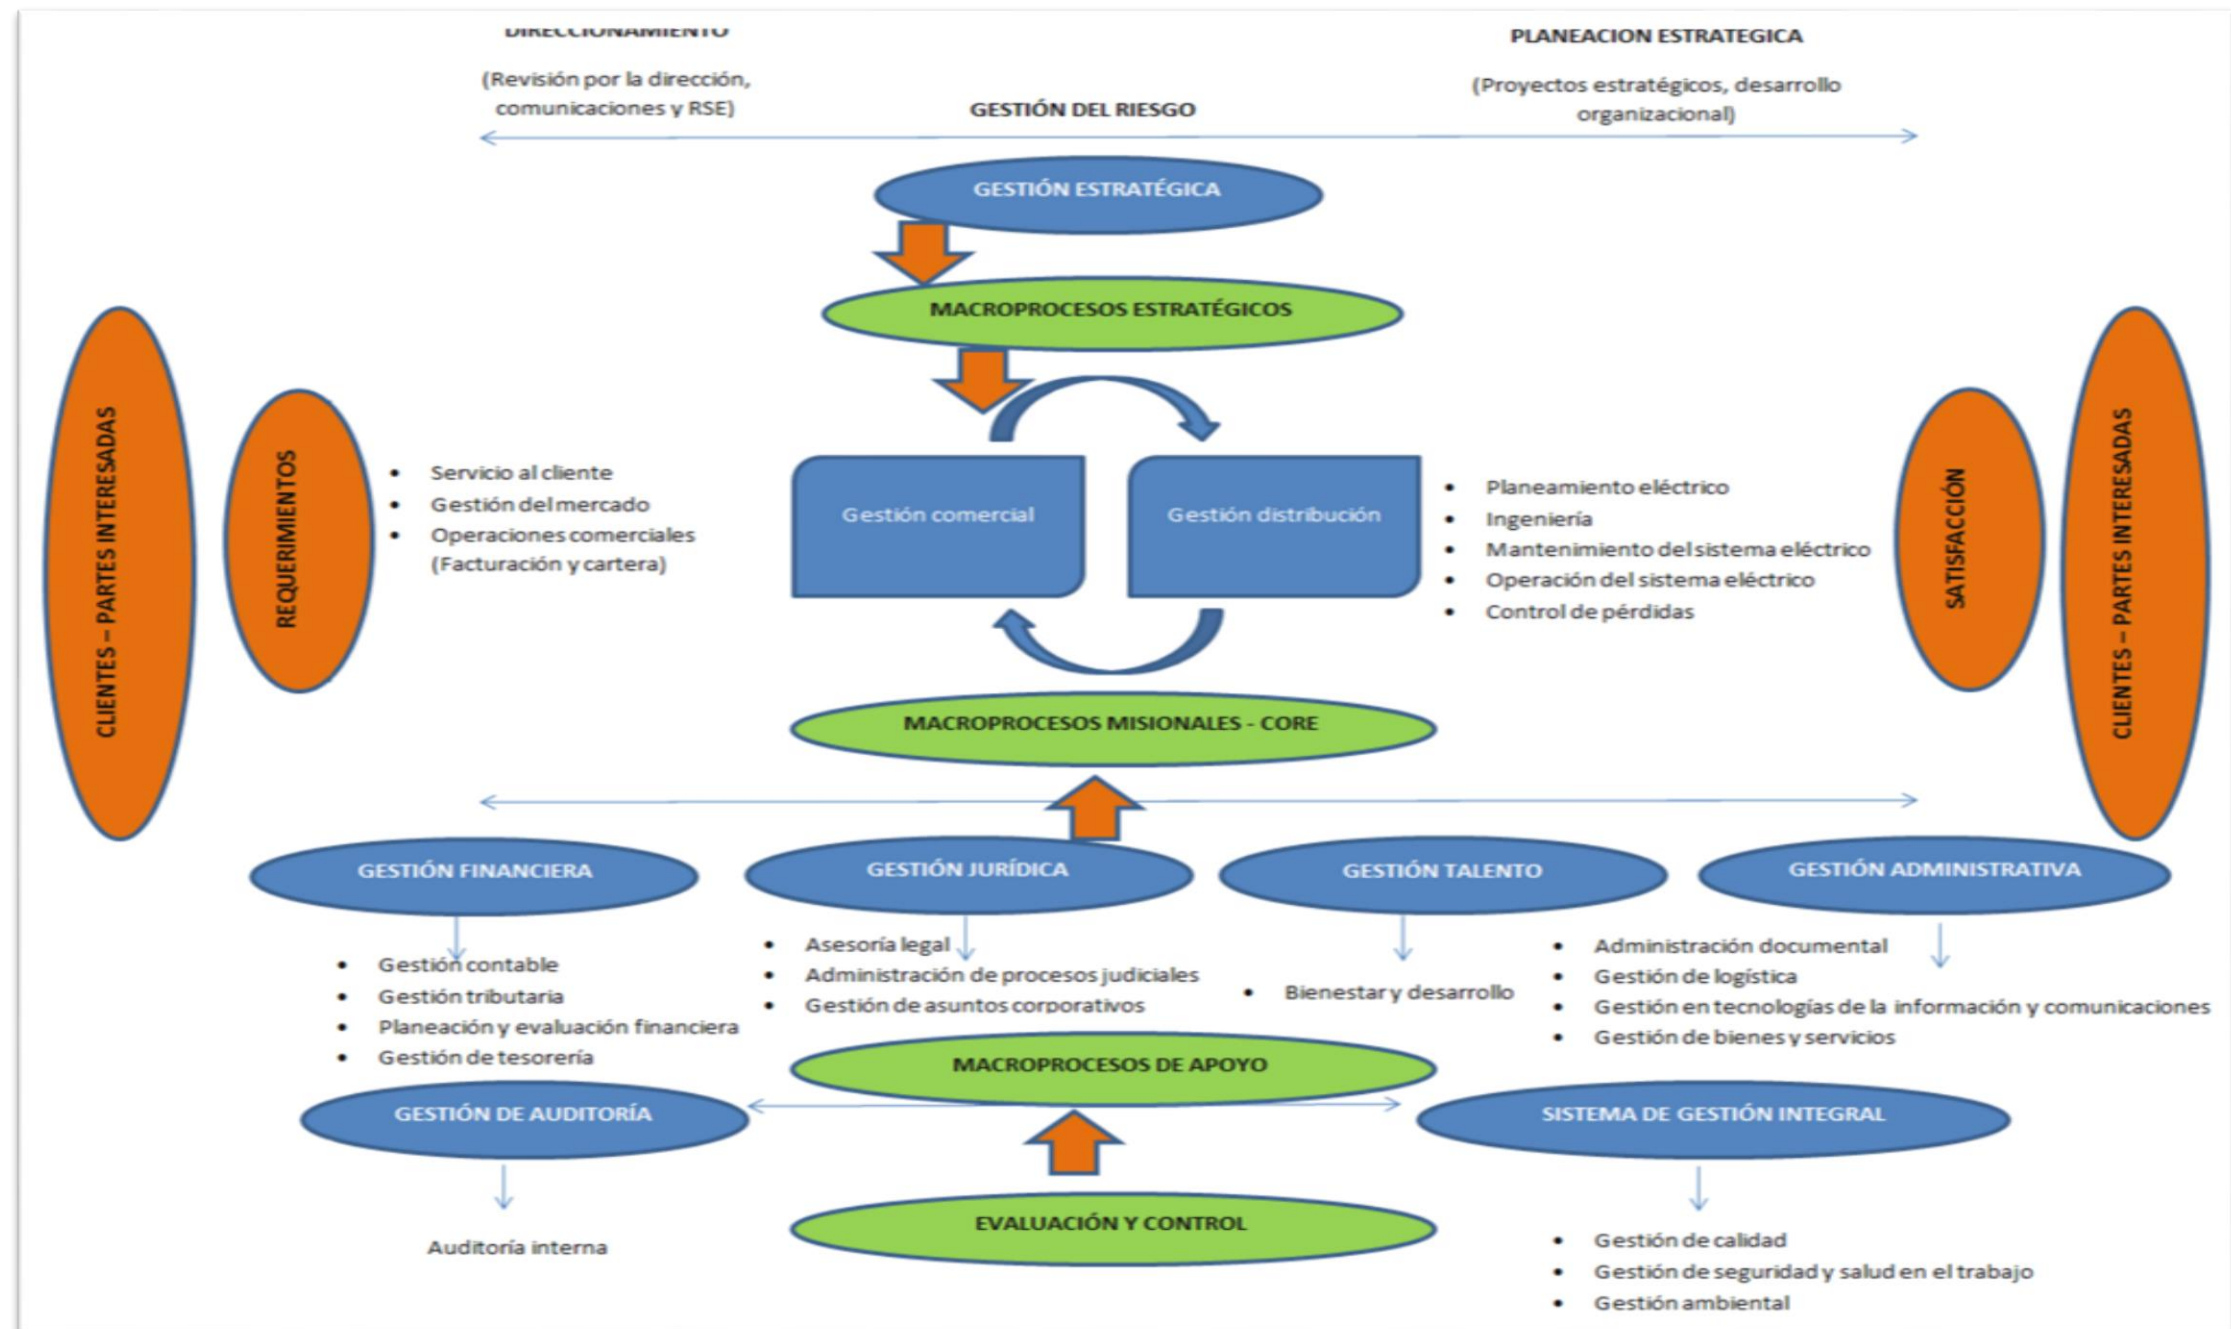 DIRECCIONAMIENTO
(Revisión por la dirección,
comunicaciones y RSE)
GESTIÓN DEL RIESGO
PLANEACION ESTRATEGICA
(Proyectos estratégicos, desarrollo
organizacional)
GESTIÓN ESTRATÉGICA
MACROPROCESOS ESTRATÉGICOS
CLIENTES – PARTES INTERESADAS
REQUERIMIENTOS
• Servicio al cliente
• Gestión del mercado
• Operaciones comerciales
(Facturación y cartera)
Gestión comercial
Gestión distribución
• Planeamiento eléctrico
• Ingeniería
• Mantenimiento del sistema eléctrico
• Operación del sistema eléctrico
• Control de pérdidas
SATISFACCIÓN
CLIENTES – PARTES INTERESADAS
MACROPROCESOS MISIONALES - CORE
GESTIÓN FINANCIERA
GESTIÓN JURÍDICA
GESTIÓN TALENTO
GESTIÓN ADMINISTRATIVA
• Gestión contable
• Gestión tributaria
• Planeación y evaluación financiera
• Gestión de tesorería
• Asesoría legal
• Administración de procesos judiciales
• Gestión de asuntos corporativos
• Bienestar y desarrollo
• Administración documental
• Gestión de logística
• Gestión en tecnologías de la información y comunicaciones
• Gestión de bienes y servicios
MACROPROCESOS DE APOYO
GESTIÓN DE AUDITORÍA
SISTEMA DE GESTIÓN INTEGRAL
Auditoría interna
EVALUACIÓN Y CONTROL
• Gestión de calidad
• Gestión de seguridad y salud en el trabajo
• Gestión ambiental